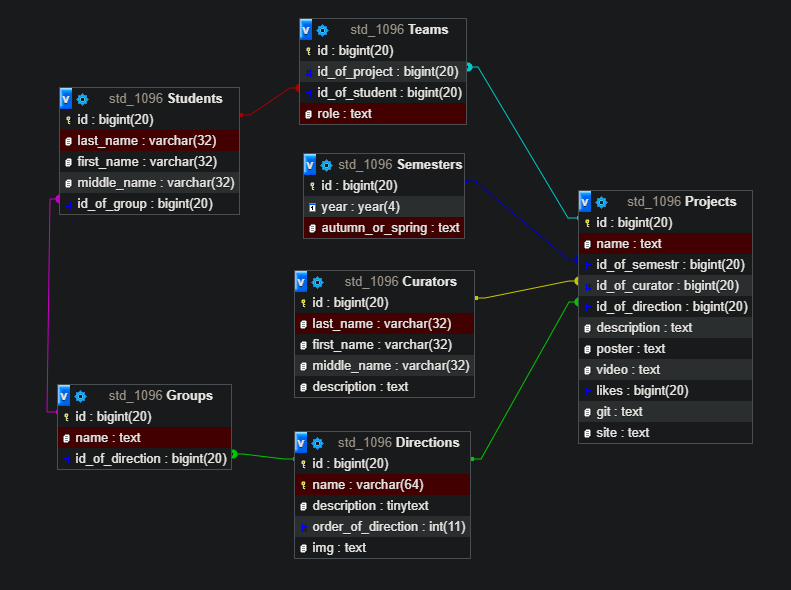 v std_1096 Teams
id : bigint(20)
id_of_project : bigint(20)
id_of_student : bigint(20)
role : text
v std_1096 Students
id : bigint(20)
last_name : varchar(32)
first_name : varchar(32)
middle_name : varchar(32)
id_of_group : bigint(20)
v std_1096 Semesters
id : bigint(20)
year : year(4)
autumn_or_spring : text
v std_1096 Projects
id : bigint(20)
name : text
id_of_semestr : bigint(20)
id_of_curator : bigint(20)
id_of_direction : bigint(20)
description : text
poster : text
video : text
likes : bigint(20)
git : text
site : text
v std_1096 Curators
id : bigint(20)
last_name : varchar(32)
first_name : varchar(32)
middle_name : varchar(32)
description : text
v std_1096 Groups
id : bigint(20)
name : text
id_of_direction : bigint(20)
v std_1096 Directions
id : bigint(20)
name : varchar(64)
description : tinytext
order_of_direction : int(11)
img : text